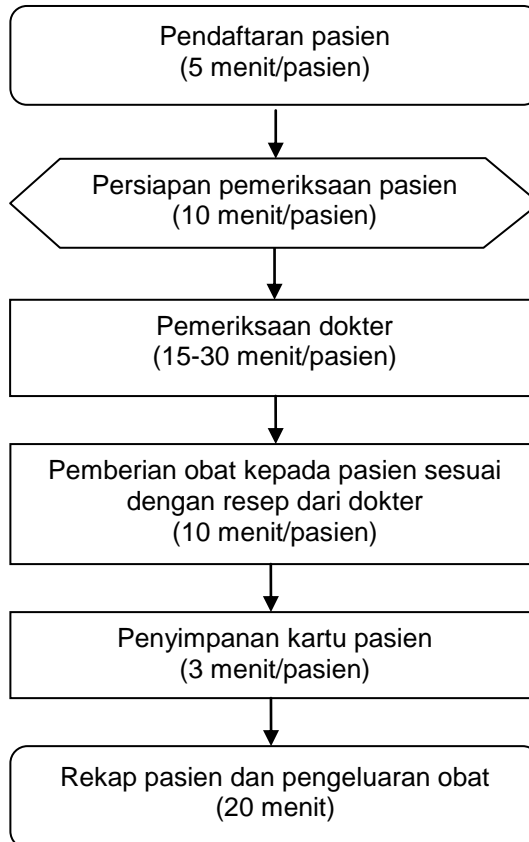 Pendaftaran pasien
(5 menit/pasien)
Persiapan pemeriksaan pasien
(10 menit/pasien)
Pemeriksaan dokter
(15-30 menit/pasien)
Pemberian obat kepada pasien sesuai
dengan resep dari dokter
(10 menit/pasien)
Penyimpanan kartu pasien
(3 menit/pasien)
Rekap pasien dan pengeluaran obat
(20 menit)